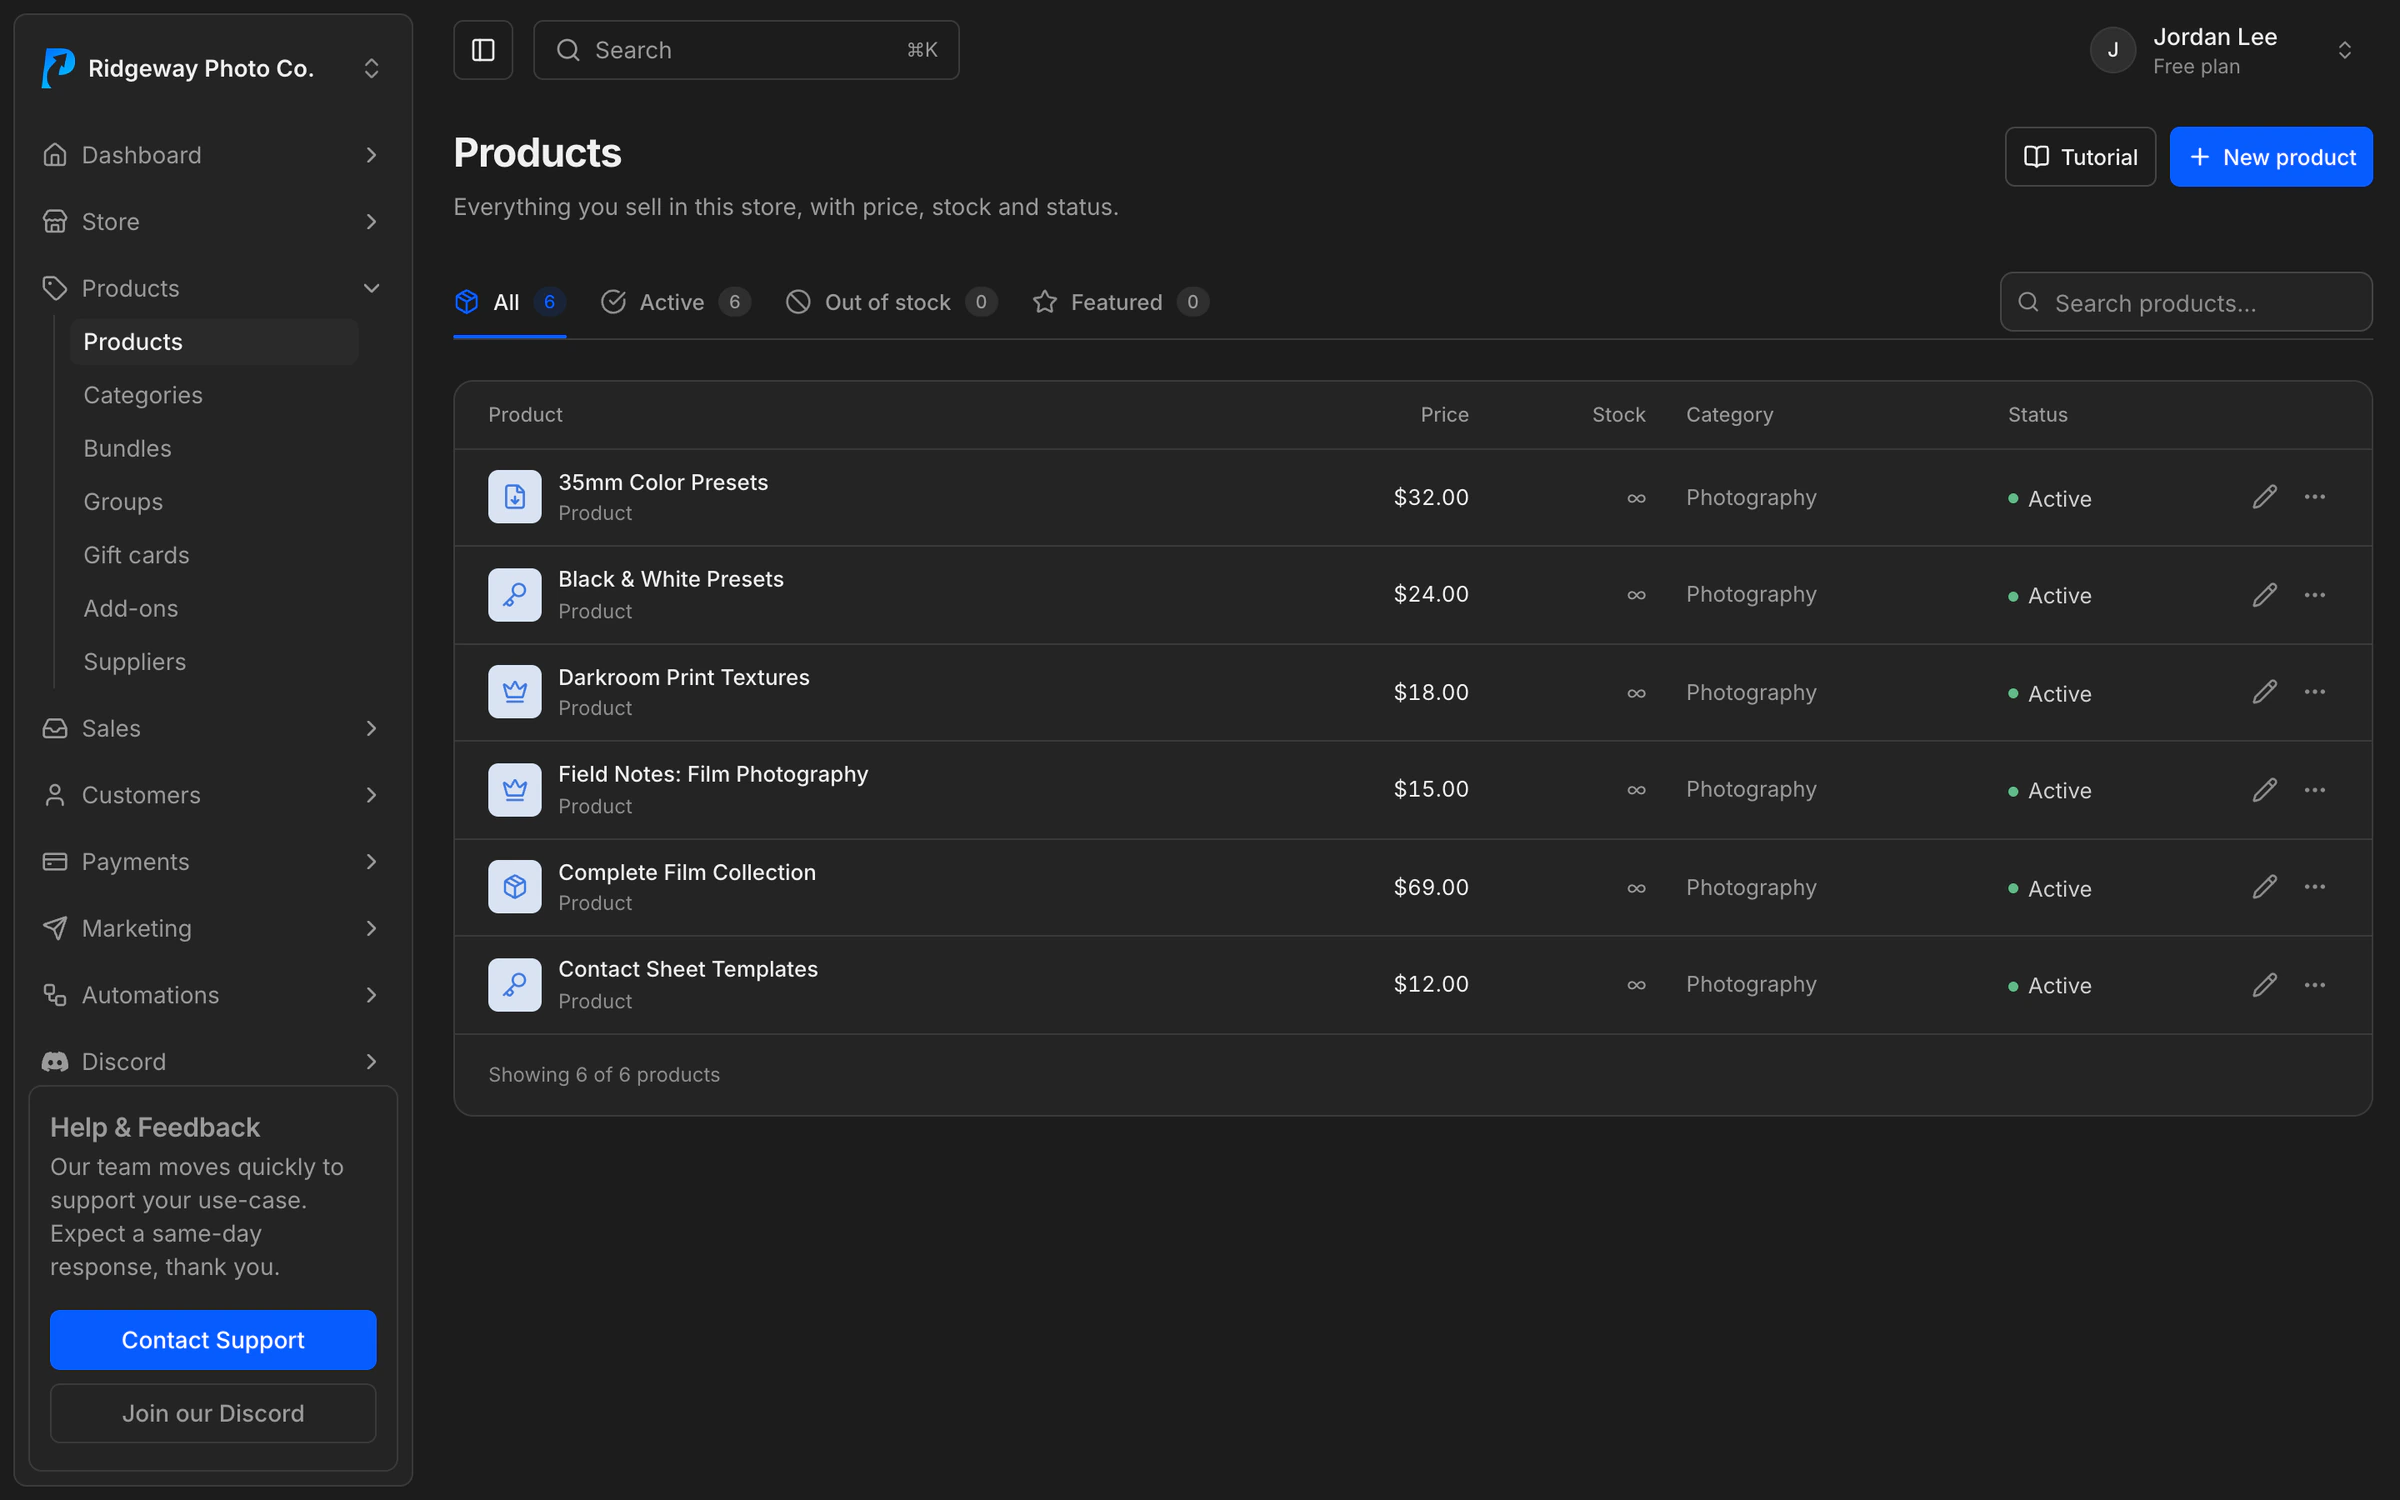 Ridgeway Photo Co.
Dashboard
Store
Products
Products
Categories
Bundles
Groups
Gift cards
Add-ons
Suppliers
Sales
Customers
Payments
Marketing
Automations
Discord
Help & Feedback
Our team moves quickly to
support your use-case.
Expect a same-day
response, thank you.
Contact Support
Join our Discord
Search ⌘K
J Jordan Lee
Free plan
Products
Everything you sell in this store, with price, stock and status.
Tutorial
New product
All 6 Active 6 Out of stock 0 Featured 0
Search products...
Product Price Stock Category Status
35mm Color Presets
Product
$32.00 ∞ Photography Active
Black & White Presets
Product
$24.00 ∞ Photography Active
Darkroom Print Textures
Product
$18.00 ∞ Photography Active
Field Notes: Film Photography
Product
$15.00 ∞ Photography Active
Complete Film Collection
Product
$69.00 ∞ Photography Active
Contact Sheet Templates
Product
$12.00 ∞ Photography Active
Showing 6 of 6 products